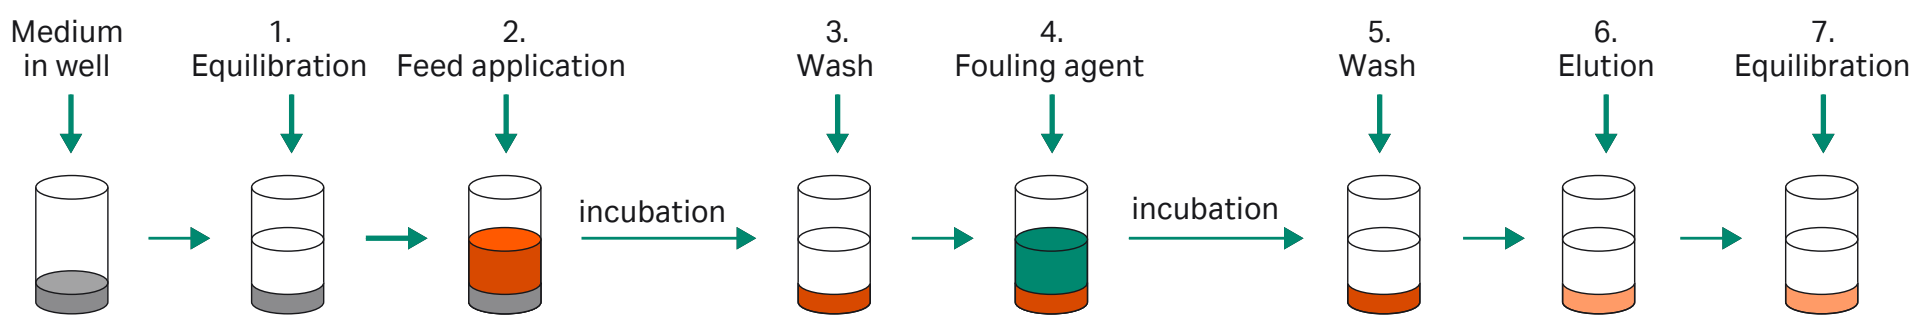 Medium
in well
1.
Equilibration
2.
Feed application
incubation
3.
Wash
4.
Fouling agent
incubation
5.
Wash
6.
Elution
7.
Equilibration